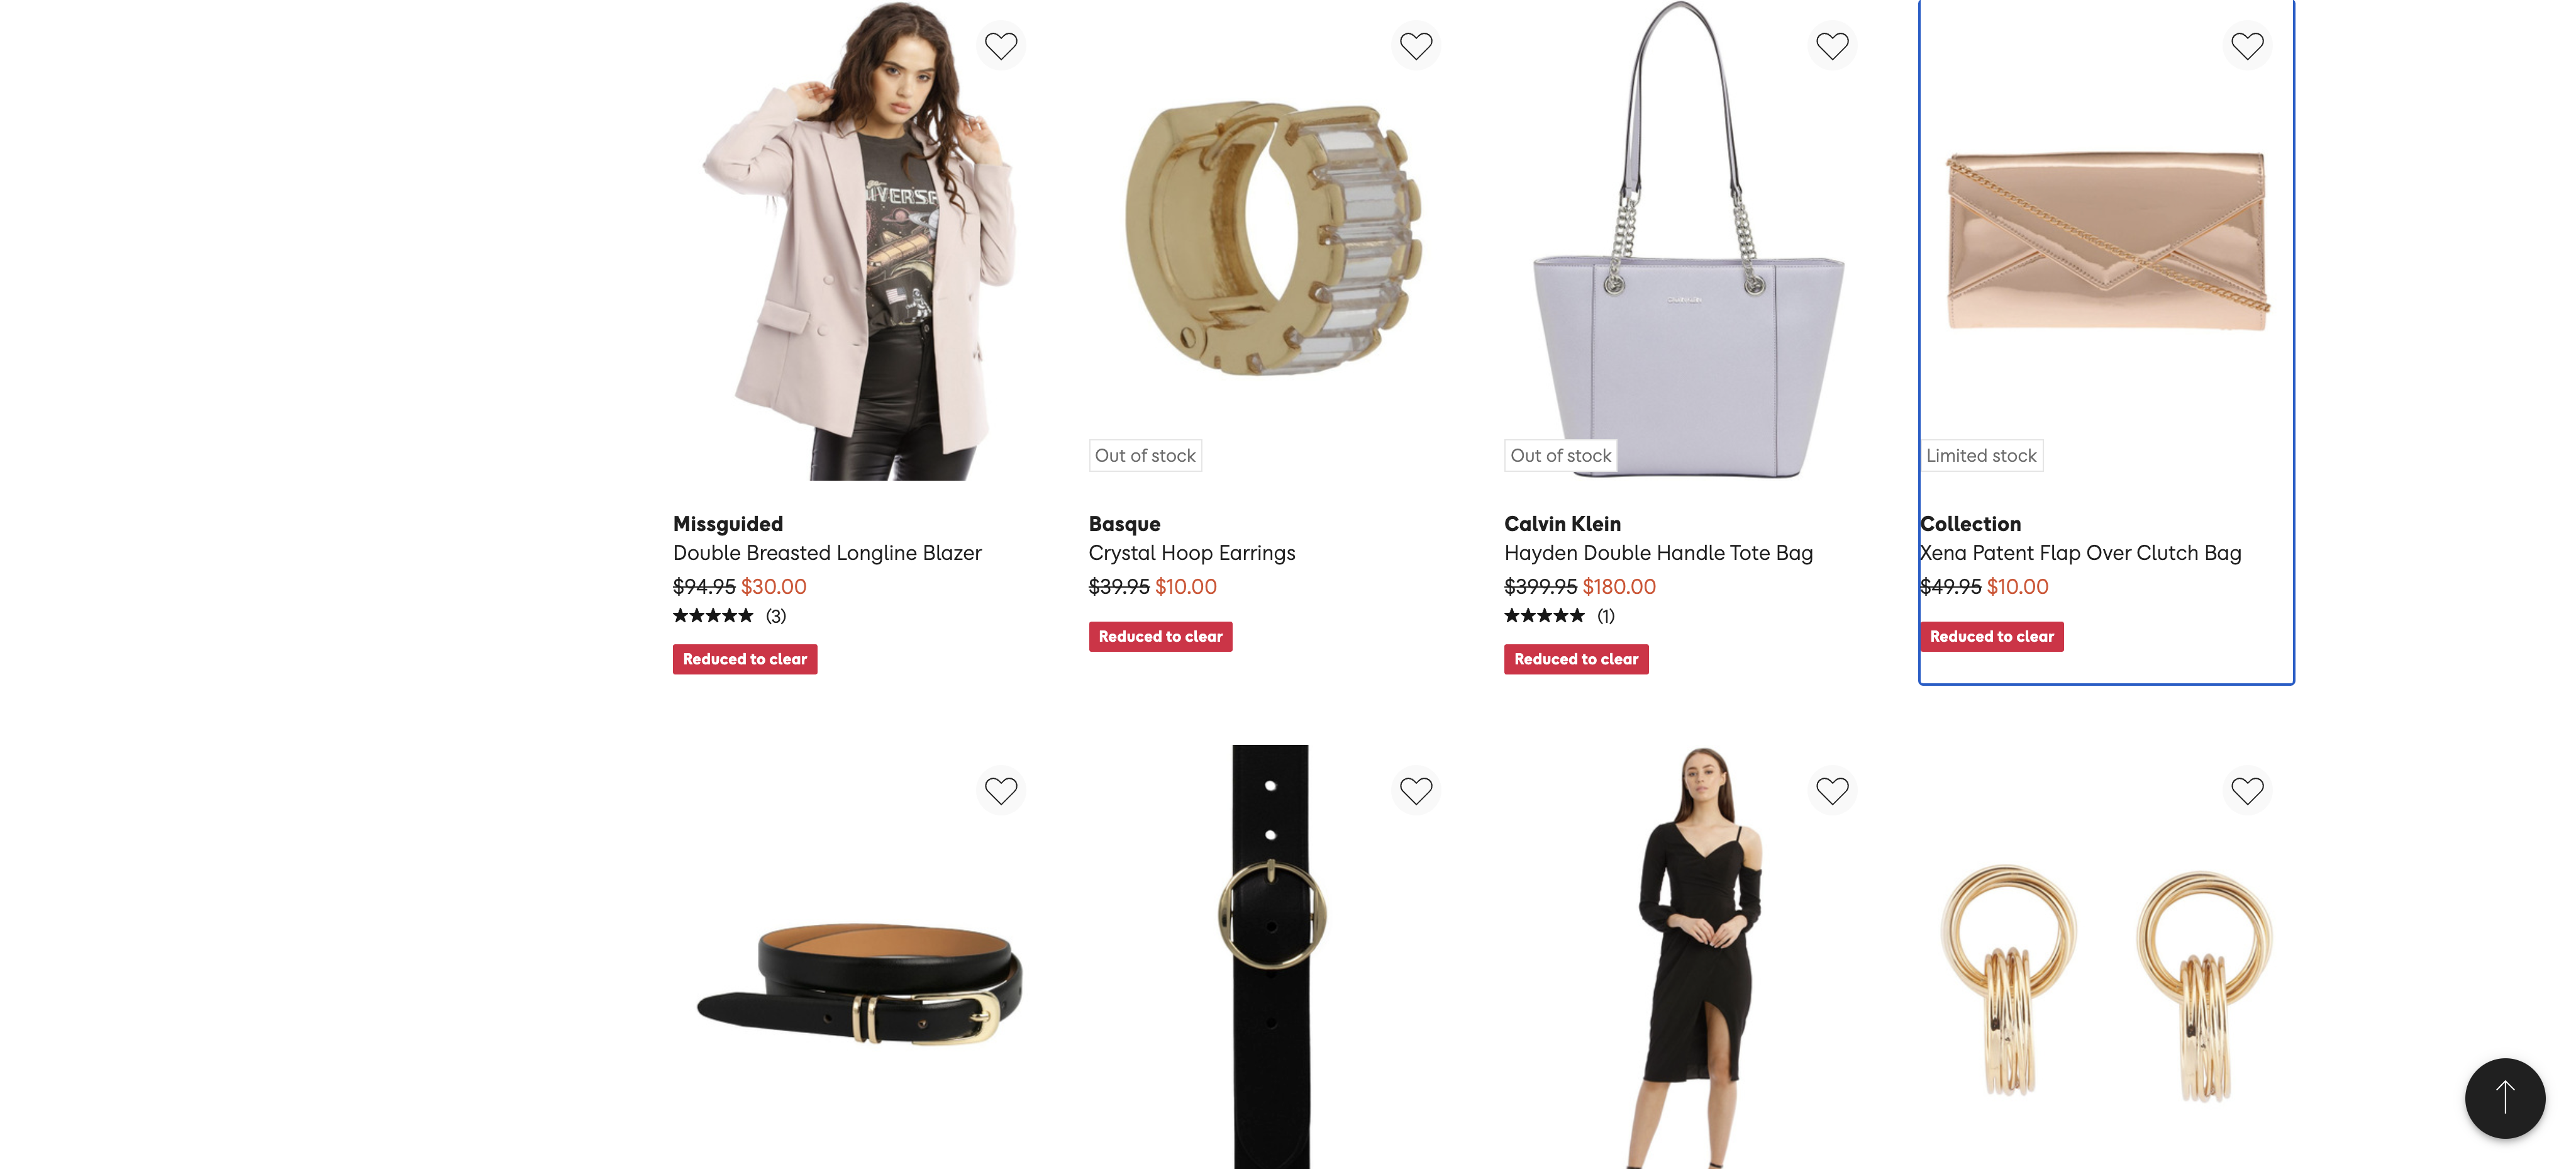 IVERSE
Calvin Klein
Out of stock
Out of stock
Limited stock
Missguided
Double Breasted Longline Blazer
$94.95 $30.00
★★★★★ (3)
Reduced to clear
Basque
Crystal Hoop Earrings
$39.95 $10.00
Reduced to clear
Calvin Klein
Hayden Double Handle Tote Bag
$399.95 $180.00
★★★★★ (1)
Reduced to clear
Collection
Xena Patent Flap Over Clutch Bag
$49.95 $10.00
Reduced to clear